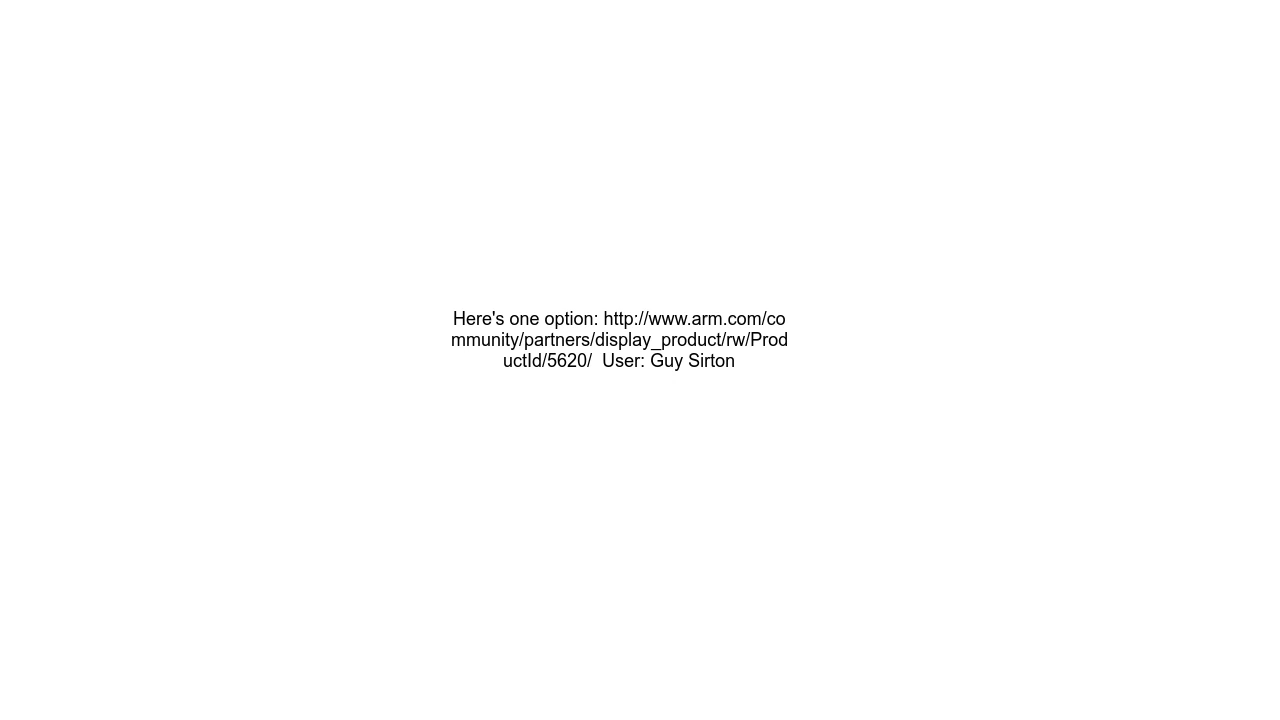 Here's one option: http://www.arm.com/co
mmunity/partners/display_product/rw/Prod
uctId/5620/  User: Guy Sirton